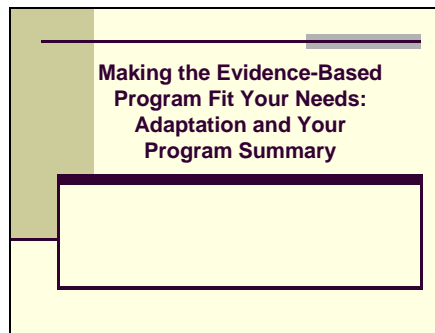 Making the Evidence-Based
Program Fit Your Needs:
Adaptation and Your
Program Summary